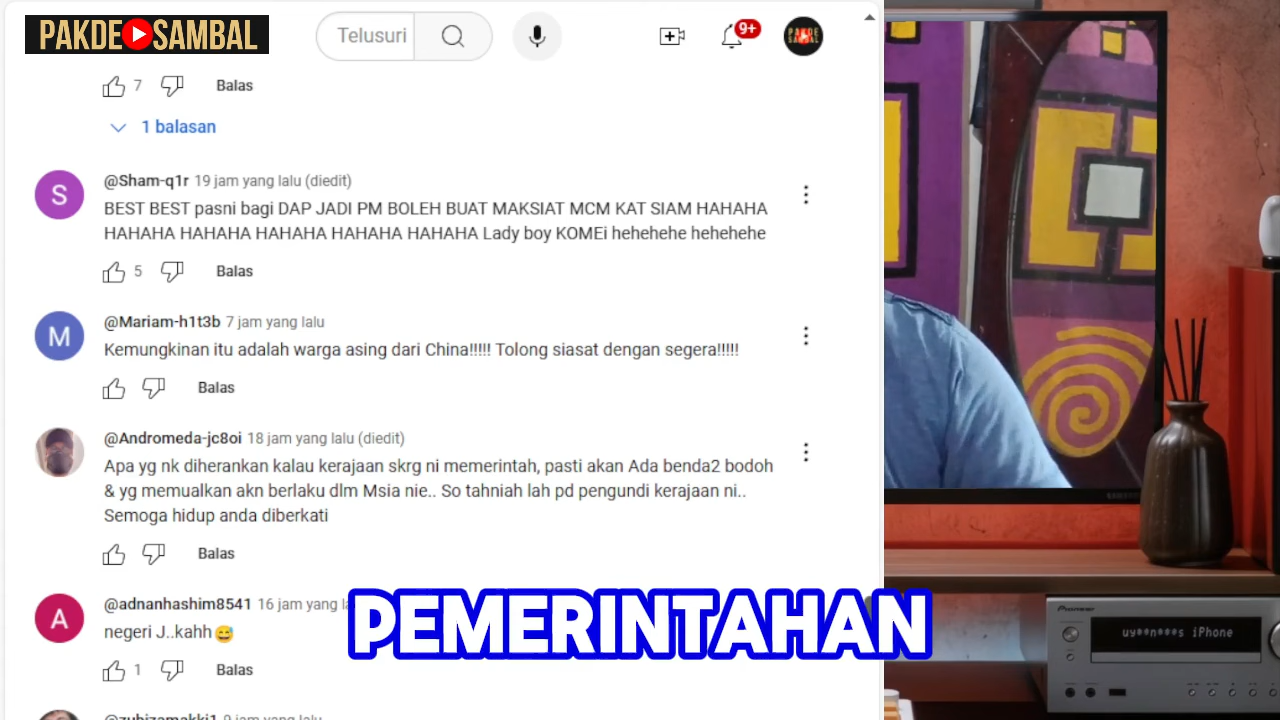 PAKDE SAMBAL
Telusuri
9+
7 Balas
1 balasan
S
@Sham-q1r 19 jam yang lalu (diedit)
BEST BEST pasni bagi DAP JADI PM BOLEH BUAT MAKSIAT MCM KAT SIAM HAHAHA
HAHAHA HAHAHA HAHAHA HAHAHA HAHAHA Lady boy KOMEi hehehehe hehehehe
5 Balas
M
@Mariam-h1t3b 7 jam yang lalu
Kemungkinan itu adalah warga asing dari China!!!!! Tolong siasat dengan segera!!!!!
Balas
@Andromeda-jc8oi 18 jam yang lalu (diedit)
Apa yg nk diherankan kalau kerajaan skrg ni memerintah, pasti akan Ada benda2 bodoh
& yg memualkan akn berlaku dlm Msia nie.. So tahniah lah pd pengundi kerajaan ni..
Semoga hidup anda diberkati
Balas
A
@adnanhashim8541 16 jam yang la
negeri J..kahh😅
1 Balas
PEMERINTAHAN
@zubizamakki1 9 jam yang lalu
SAMSUNG
Pioneer
uy**n***s iPhone